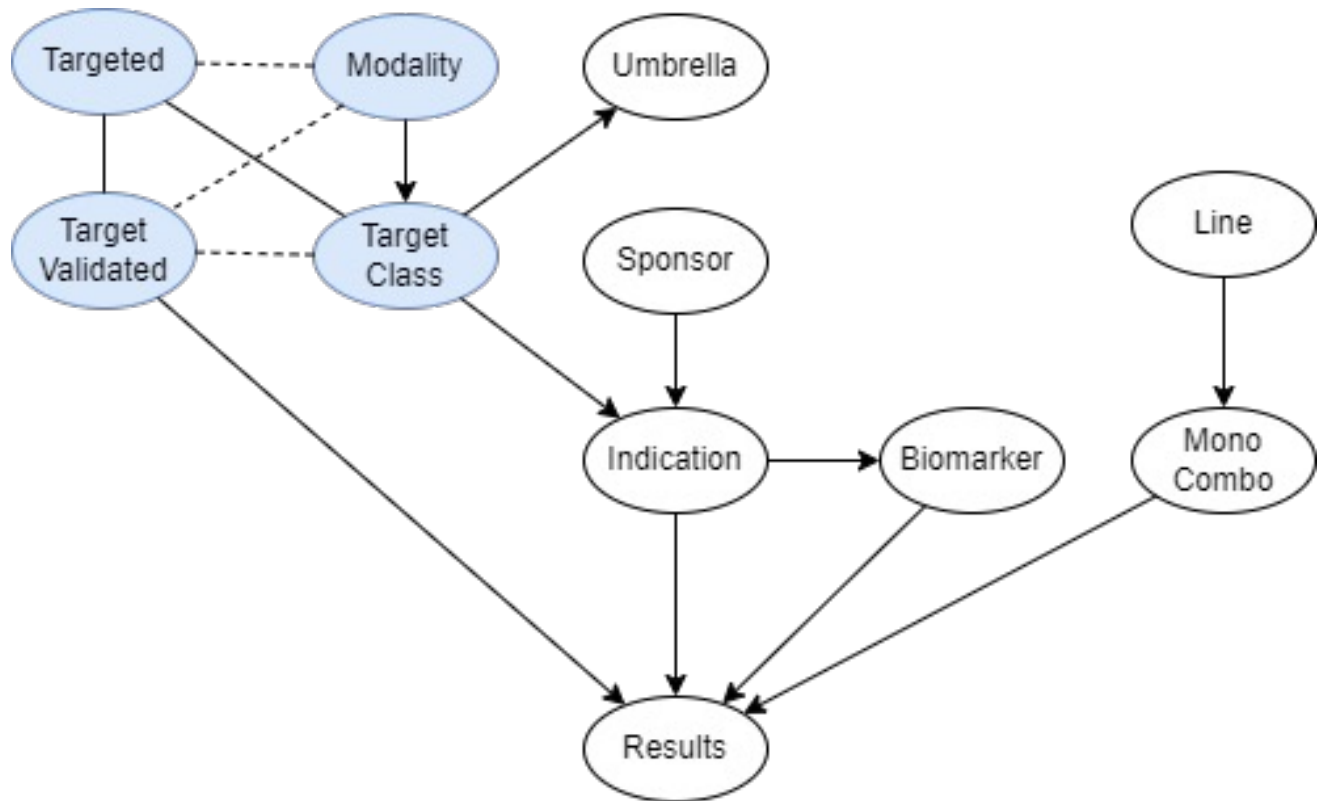 Targeted
Modality
Umbrella
Target
Validated
Target
Class
Sponsor
Line
Indication
Biomarker
Mono
Combo
Results